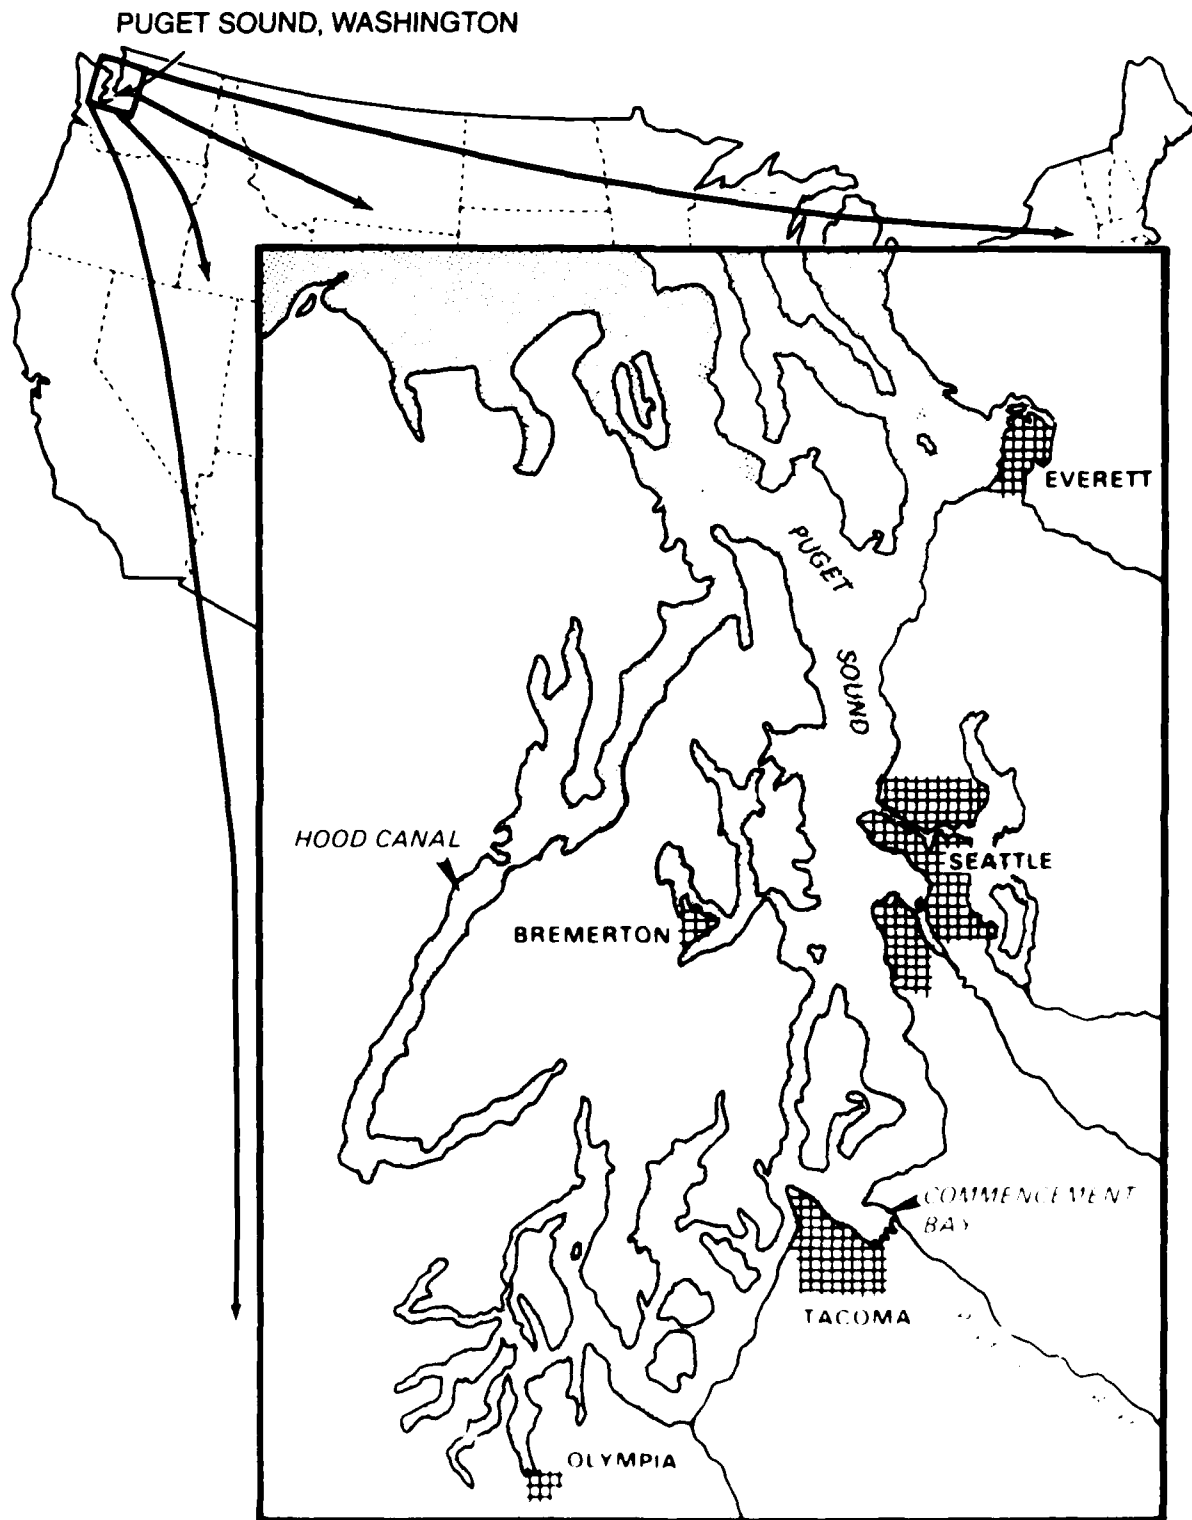 PUGET SOUND, WASHINGTON
EVERETT
PUGET
SOUND
HOOD CANAL
SEATTLE
BREMERTON
COMMENCEMENT
BAY
TACOMA
OLYMPIA